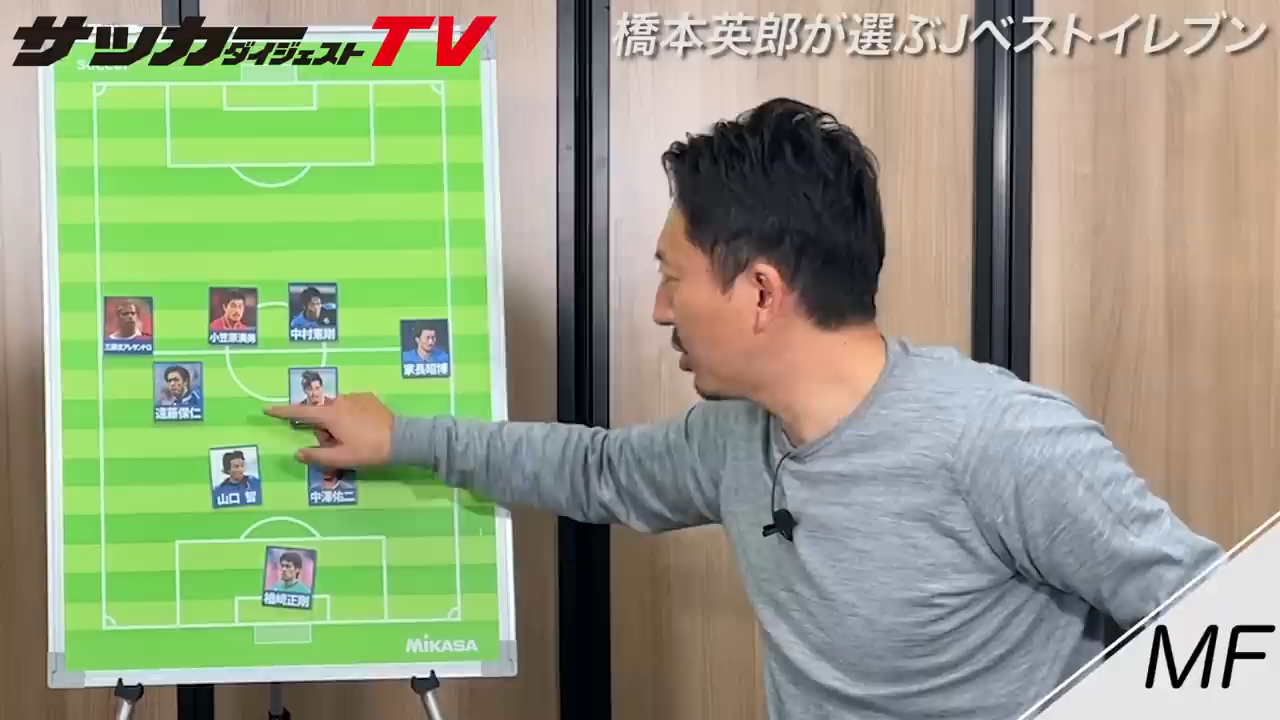 サッカーダイジェストTV
橋本英郎が選ぶJベストイレブン
Soccer
三都主アレサンドロ
小笠原満男
中村憲剛
家長昭博
遠藤保仁
山口 智
中澤佑二
楢﨑正剛
MIKASA
MF